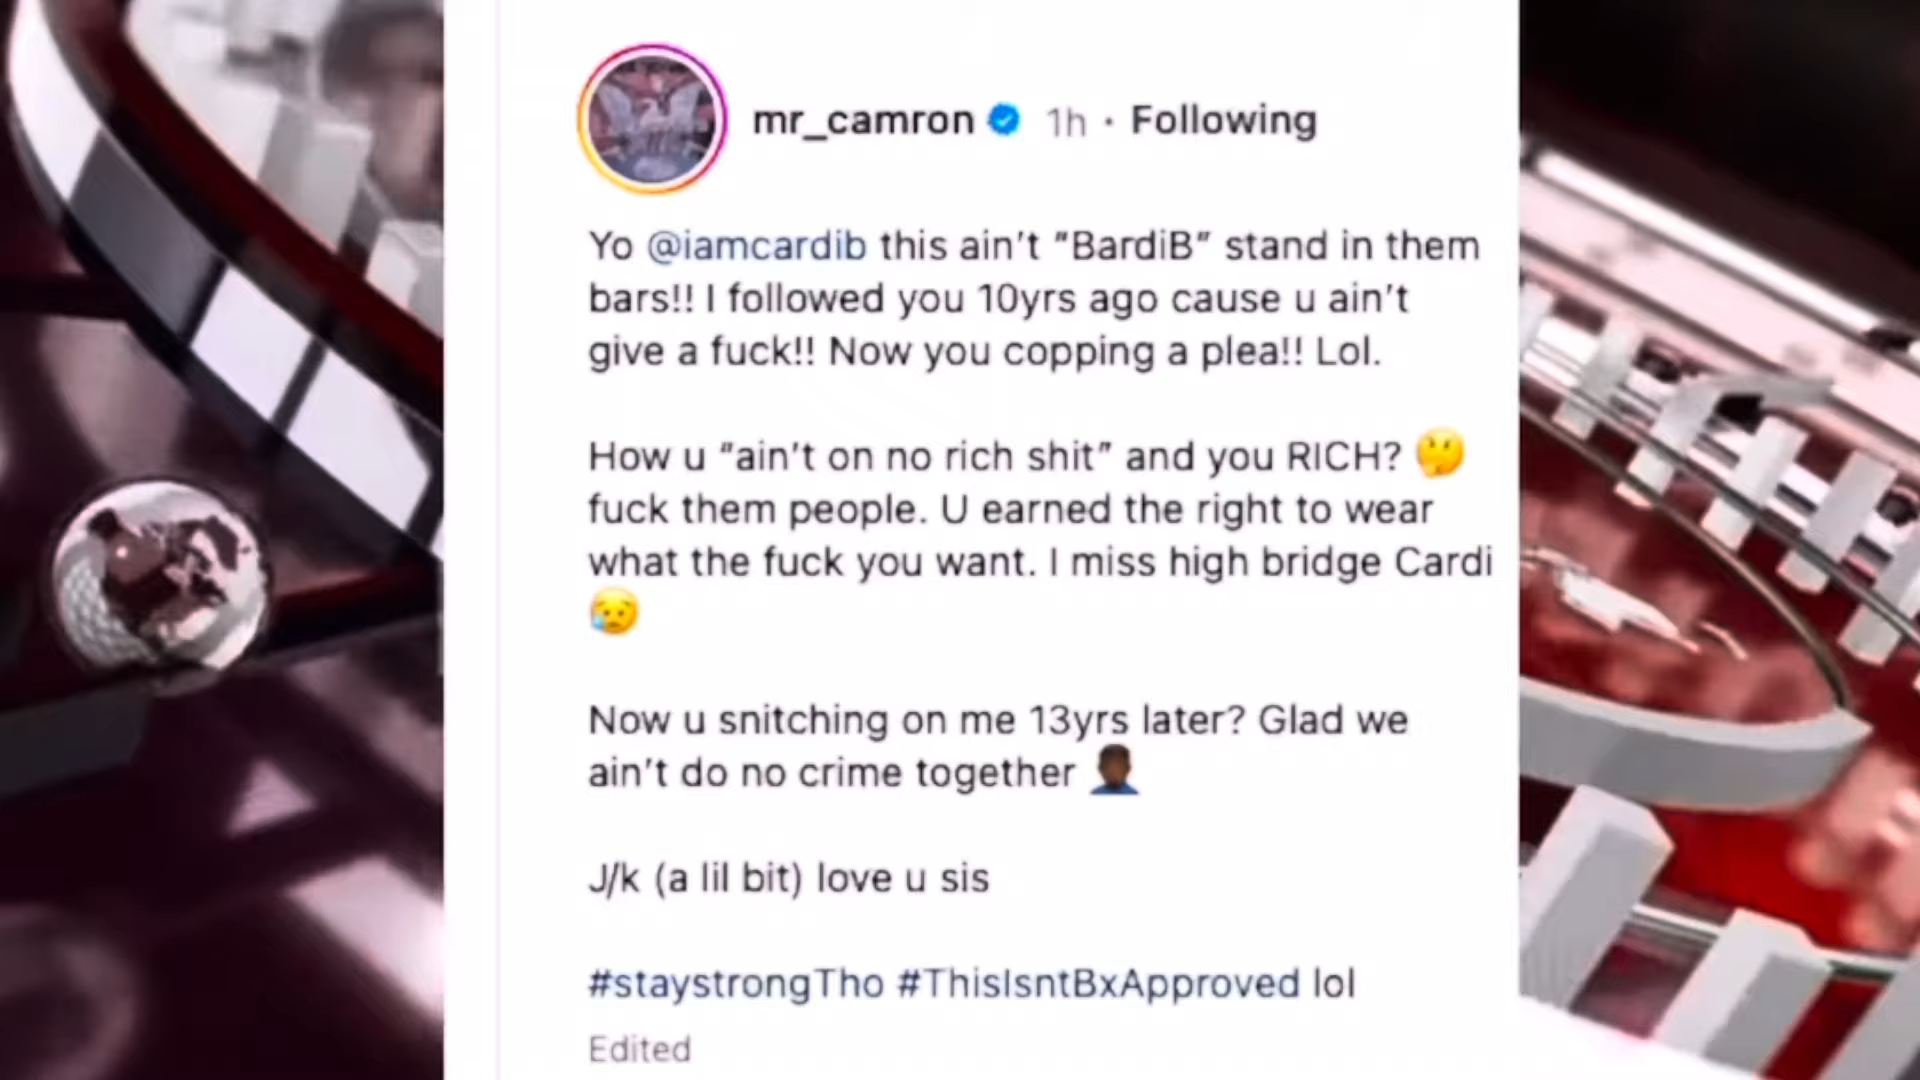 mr_camron 1h · Following
Yo @iamcardib this ain't "BardiB" stand in them
bars!! I followed you 10yrs ago cause u ain't
give a fuck!! Now you copping a plea!! Lol.
How u "ain't on no rich shit" and you RICH? 🤔
fuck them people. U earned the right to wear
what the fuck you want. I miss high bridge Cardi
😥
Now u snitching on me 13yrs later? Glad we
ain't do no crime together 🤦🏿‍♂️
J/k (a lil bit) love u sis
#staystrongTho #ThisIsntBxApproved lol
Edited